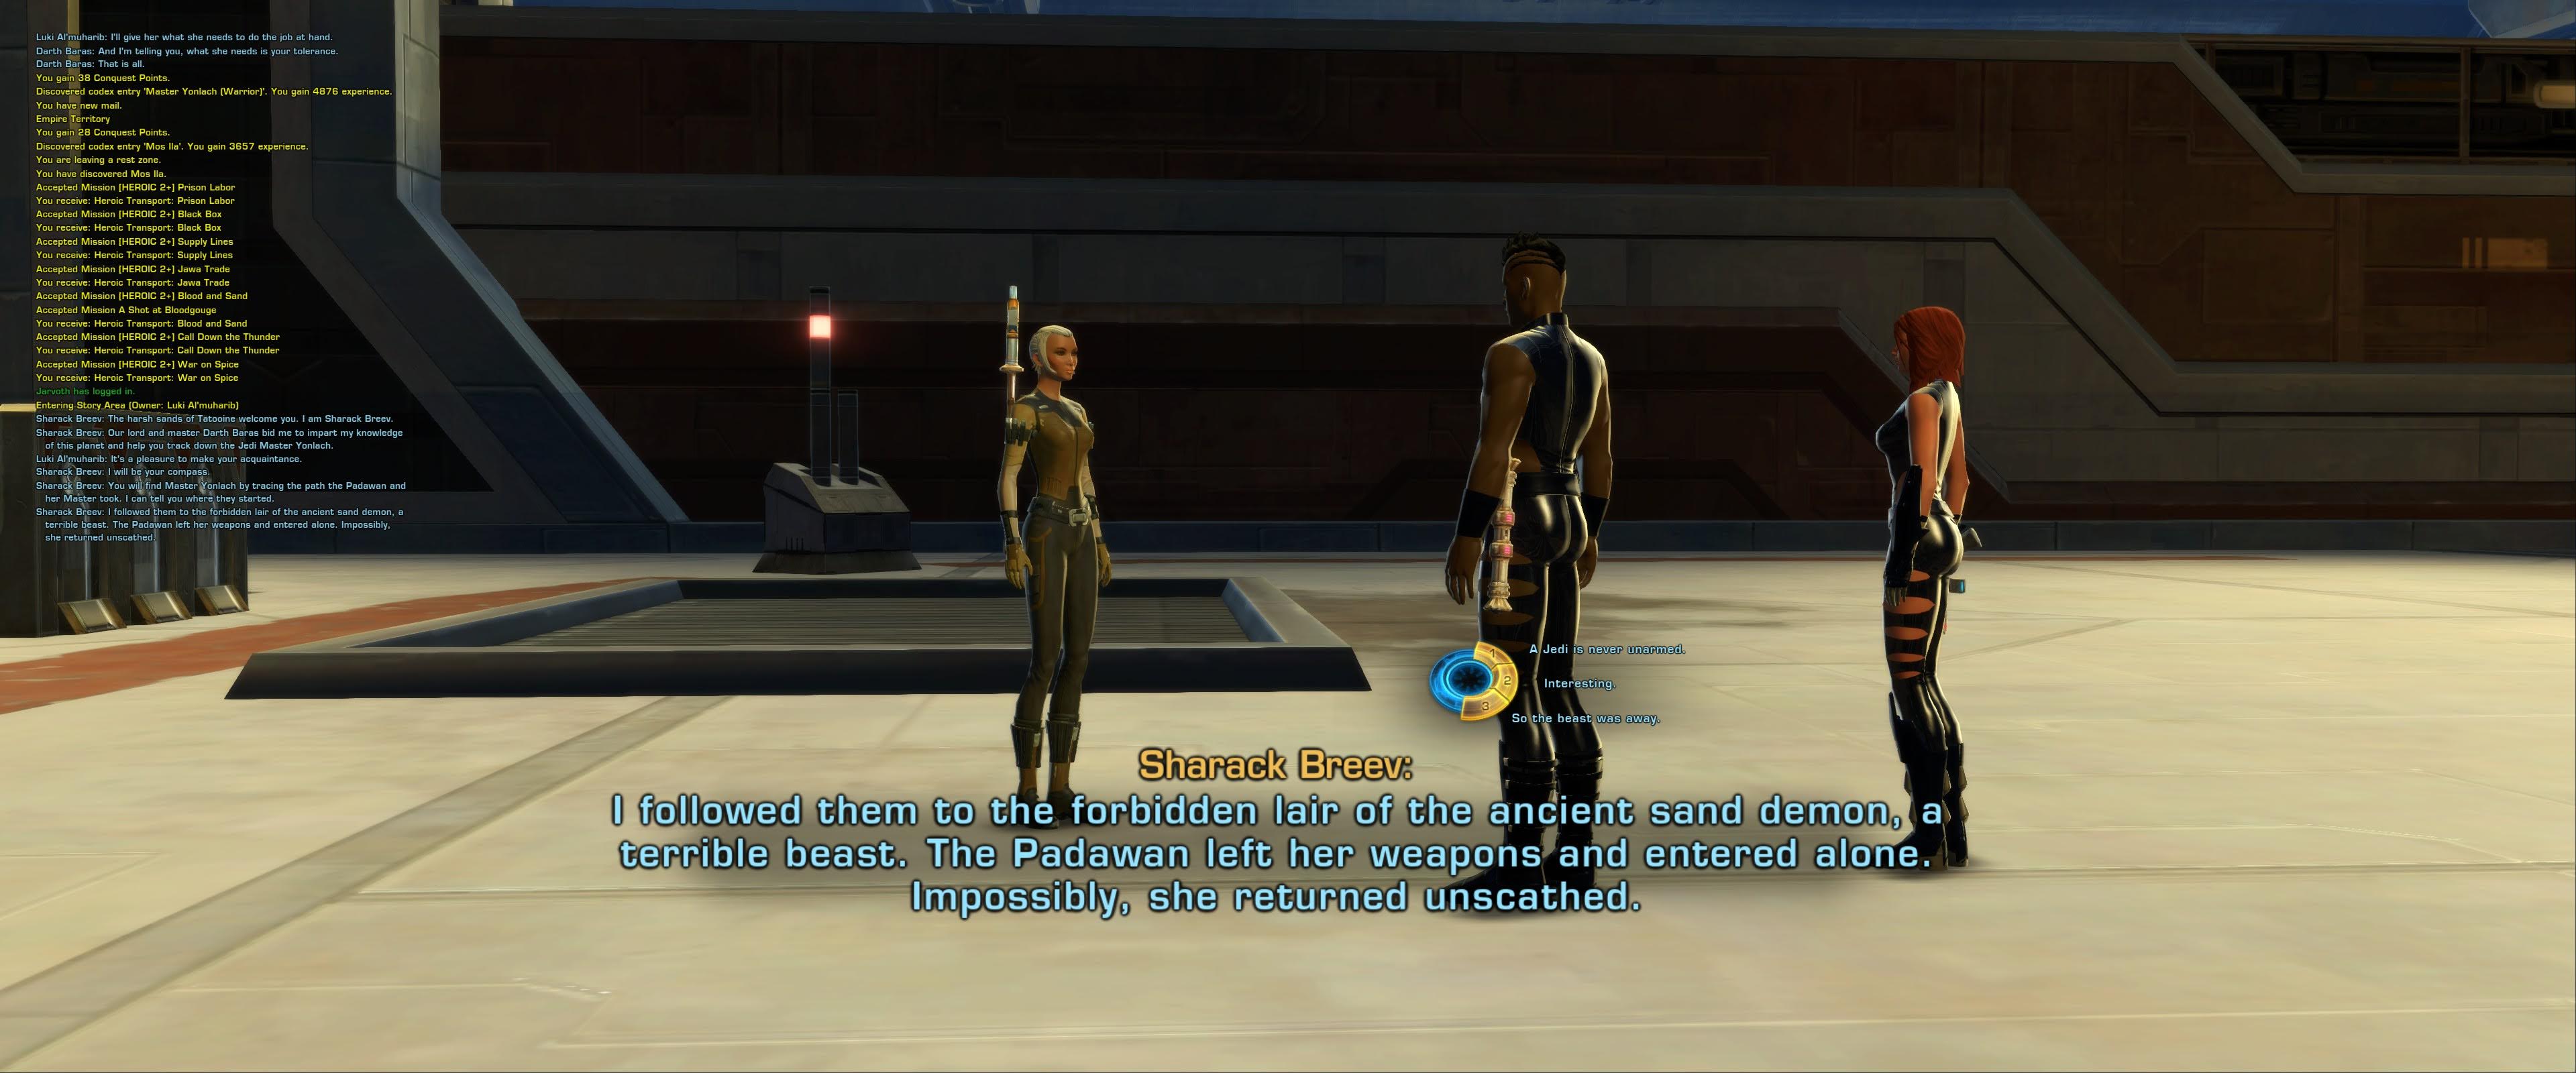 Luki Al'muharib: I'll give her what she needs to do the job at hand.
Darth Baras: And I'm telling you, what she needs is your tolerance.
Darth Baras: That is all.
You gain 38 Conquest Points.
Discovered codex entry 'Master Yonlach (Warrior)'. You gain 4876 experience.
You have new mail.
Empire Territory
You gain 28 Conquest Points.
Discovered codex entry 'Mos Ila'. You gain 3657 experience.
You are leaving a rest zone.
You have discovered Mos Ila.
Accepted Mission [HEROIC 2+] Prison Labor
You receive: Heroic Transport: Prison Labor
Accepted Mission [HEROIC 2+] Black Box
You receive: Heroic Transport: Black Box
Accepted Mission [HEROIC 2+] Supply Lines
You receive: Heroic Transport: Supply Lines
Accepted Mission [HEROIC 2+] Jawa Trade
You receive: Heroic Transport: Jawa Trade
Accepted Mission [HEROIC 2+] Blood and Sand
Accepted Mission A Shot at Bloodgouge
You receive: Heroic Transport: Blood and Sand
Accepted Mission [HEROIC 2+] Call Down the Thunder
You receive: Heroic Transport: Call Down the Thunder
Accepted Mission [HEROIC 2+] War on Spice
You receive: Heroic Transport: War on Spice
Jarvoth has logged in.
Entering Story Area (Owner: Luki Al'muharib)
Sharack Breev: The harsh sands of Tatooine welcome you. I am Sharack Breev.
Sharack Breev: Our lord and master Darth Baras bid me to impart my knowledge
of this planet and help you track down the Jedi Master Yonlach.
Luki Al'muharib: It's a pleasure to make your acquaintance.
Sharack Breev: I will be your compass.
Sharack Breev: You will find Master Yonlach by tracing the path the Padawan and
her Master took. I can tell you where they started.
Sharack Breev: I followed them to the forbidden lair of the ancient sand demon, a
terrible beast. The Padawan left her weapons and entered alone. Impossibly,
she returned unscathed.
1 A Jedi is never unarmed.
2 Interesting.
3 So the beast was away.
Sharack Breev:
I followed them to the forbidden lair of the ancient sand demon, a
terrible beast. The Padawan left her weapons and entered alone.
Impossibly, she returned unscathed.